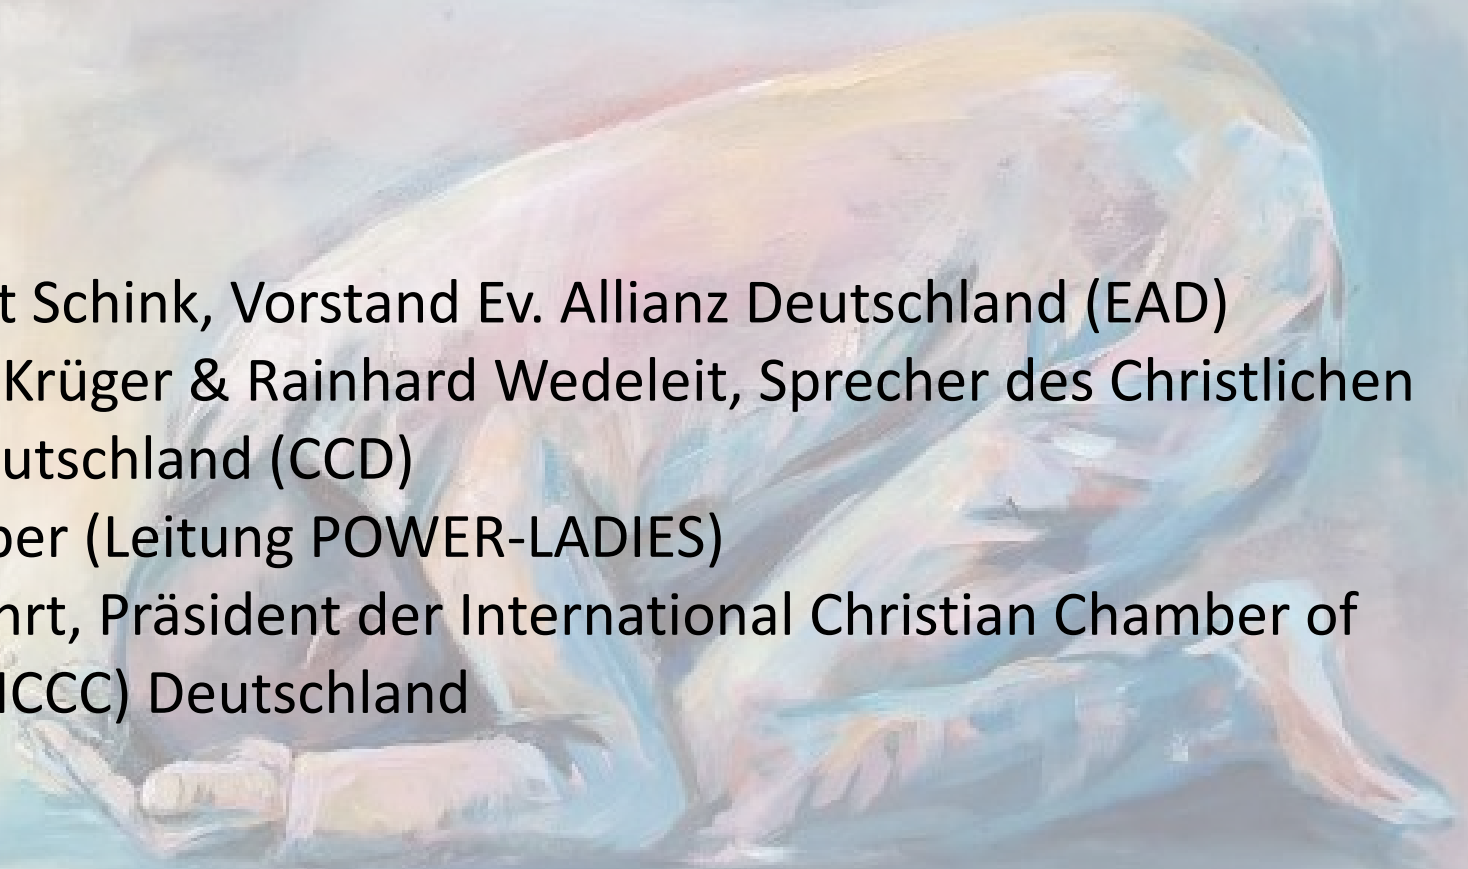 t Schink, Vorstand Ev. Allianz Deutschland (EAD)
Krüger & Rainhard Wedeleit, Sprecher des Christlichen
utschland (CCD)
ber (Leitung POWER-LADIES)
hrt, Präsident der International Christian Chamber of
ICCC) Deutschland